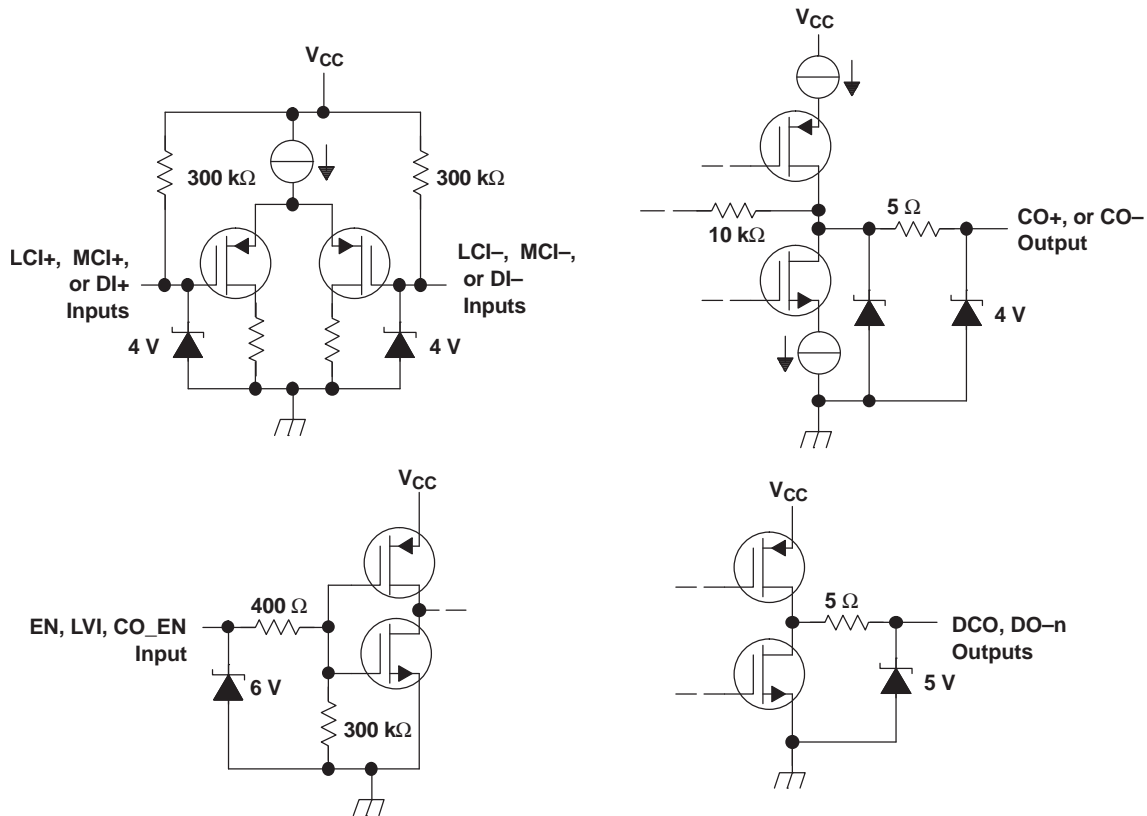 VCC
300 kΩ
300 kΩ
LCI+, MCI+,
or DI+
Inputs
LCI–, MCI–,
or DI–
Inputs
4 V
4 V
VCC
10 kΩ
5 Ω
CO+, or CO–
Output
4 V
VCC
400 Ω
EN, LVI, CO_EN
Input
6 V
300 kΩ
VCC
5 Ω
DCO, DO–n
Outputs
5 V